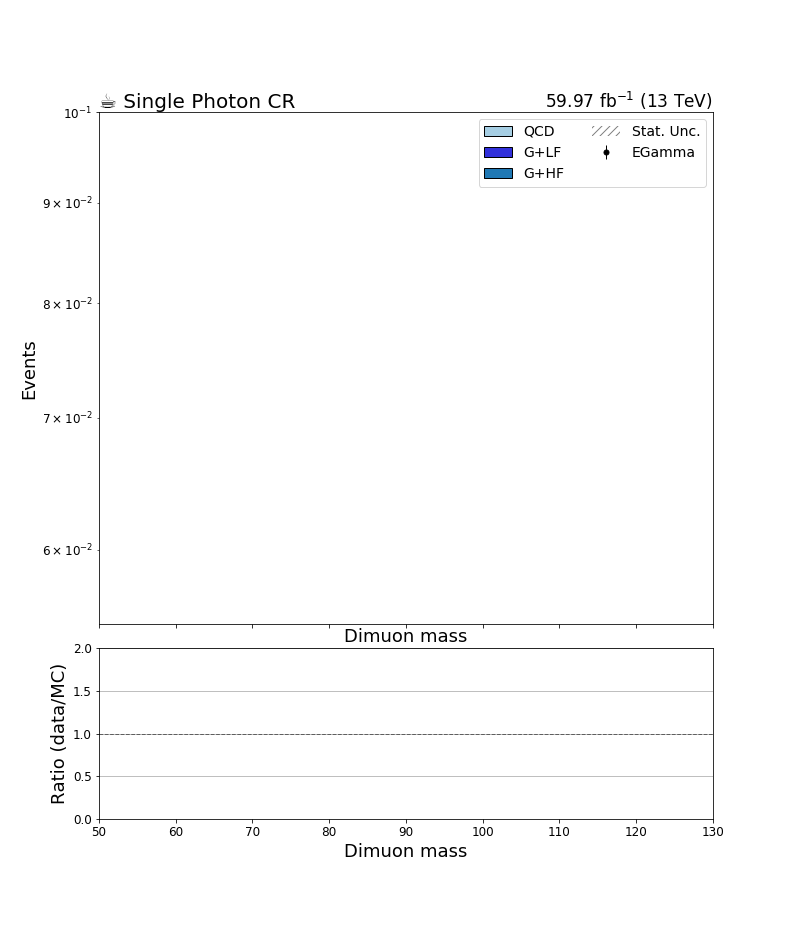 ☕ Single Photon CR
59.97 fb⁻¹ (13 TeV)
10⁻¹
9 × 10⁻²
8 × 10⁻²
7 × 10⁻²
6 × 10⁻²
Events
QCD
G+LF
G+HF
Stat. Unc.
EGamma
Dimuon mass
2.0
1.5
1.0
0.5
0.0
Ratio (data/MC)
50 60 70 80 90 100 110 120 130
Dimuon mass